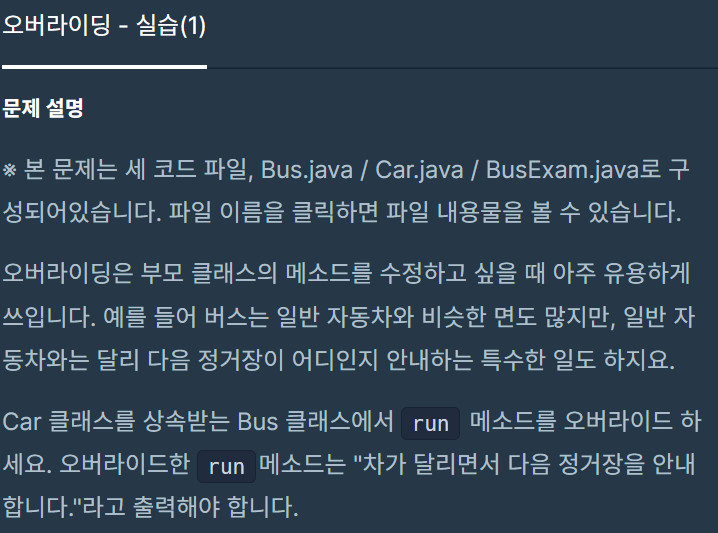 오버라이딩 - 실습(1)
문제 설명
※ 본 문제는 세 코드 파일, Bus.java / Car.java / BusExam.java로 구
성되어있습니다. 파일 이름을 클릭하면 파일 내용물을 볼 수 있습니다.
오버라이딩은 부모 클래스의 메소드를 수정하고 싶을 때 아주 유용하게
쓰입니다. 예를 들어 버스는 일반 자동차와 비슷한 면도 많지만, 일반 자
동차와는 달리 다음 정거장이 어디인지 안내하는 특수한 일도 하지요.
Car 클래스를 상속받는 Bus 클래스에서 run 메소드를 오버라이드 하
세요. 오버라이드한 run 메소드는 "차가 달리면서 다음 정거장을 안내
합니다."라고 출력해야 합니다.